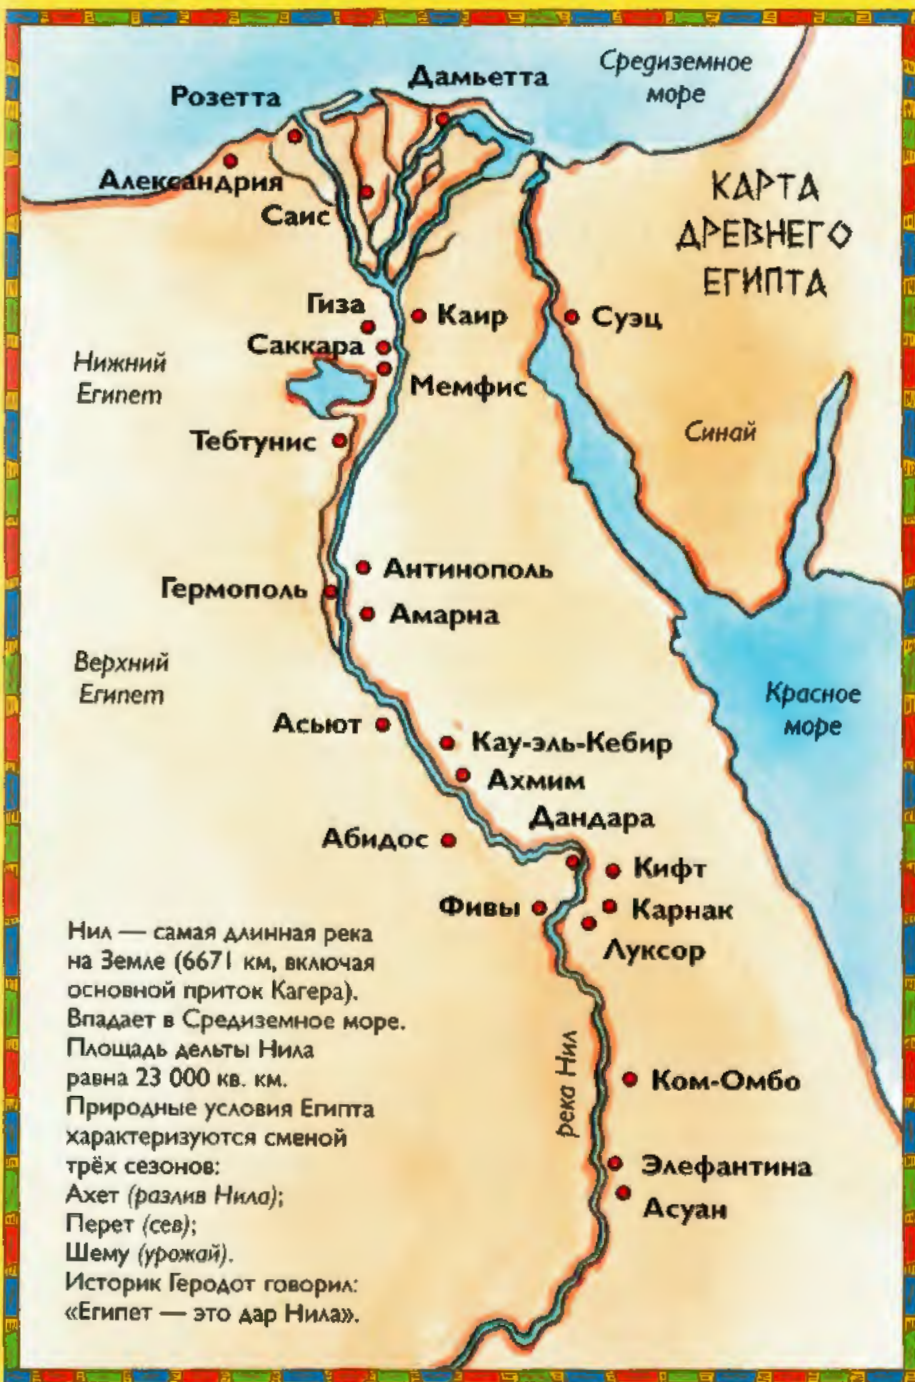 Средиземное
море
Дамьетта
Розетта
Александрия
Саис
КАРТА
ДРЕВНЕГО
ЕГИПТА
Гиза
Каир
Суэц
Саккара
Нижний
Египет
Мемфис
Тебтунис
Синай
Антинополь
Гермополь
Амарна
Верхний
Египет
Красное
море
Асьют
Кау-эль-Кебир
Ахмим
Дандара
Абидос
Кифт
Фивы
Карнак
Луксор
Нил — самая длинная река
на Земле (6671 км, включая
основной приток Кагера).
Впадает в Средиземное море.
Площадь дельты Нила
равна 23 000 кв. км.
Природные условия Египта
характеризуются сменой
трёх сезонов:
Ахет (разлив Нила);
Перет (сев);
Шему (урожай).
Историк Геродот говорил:
«Египет — это дар Нила».
река Нил
Ком-Омбо
Элефантина
Асуан